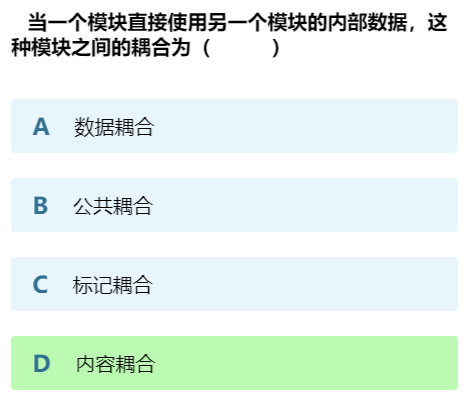 当一个模块直接使用另一个模块的内部数据，这
种模块之间的耦合为（ ）
A 数据耦合
B 公共耦合
C 标记耦合
D 内容耦合